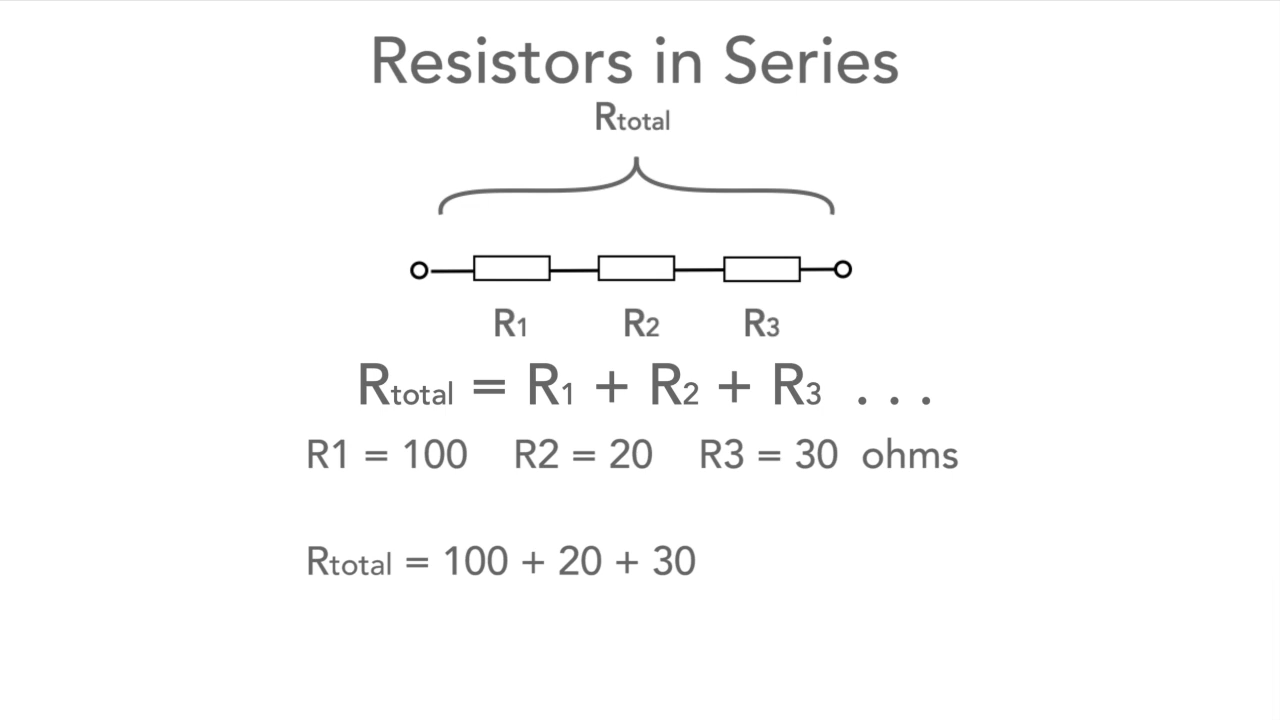 Resistors in Series
Rtotal
R1 R2 R3
Rtotal = R1 + R2 + R3 . . .
R1 = 100 R2 = 20 R3 = 30 ohms
Rtotal = 100 + 20 + 30